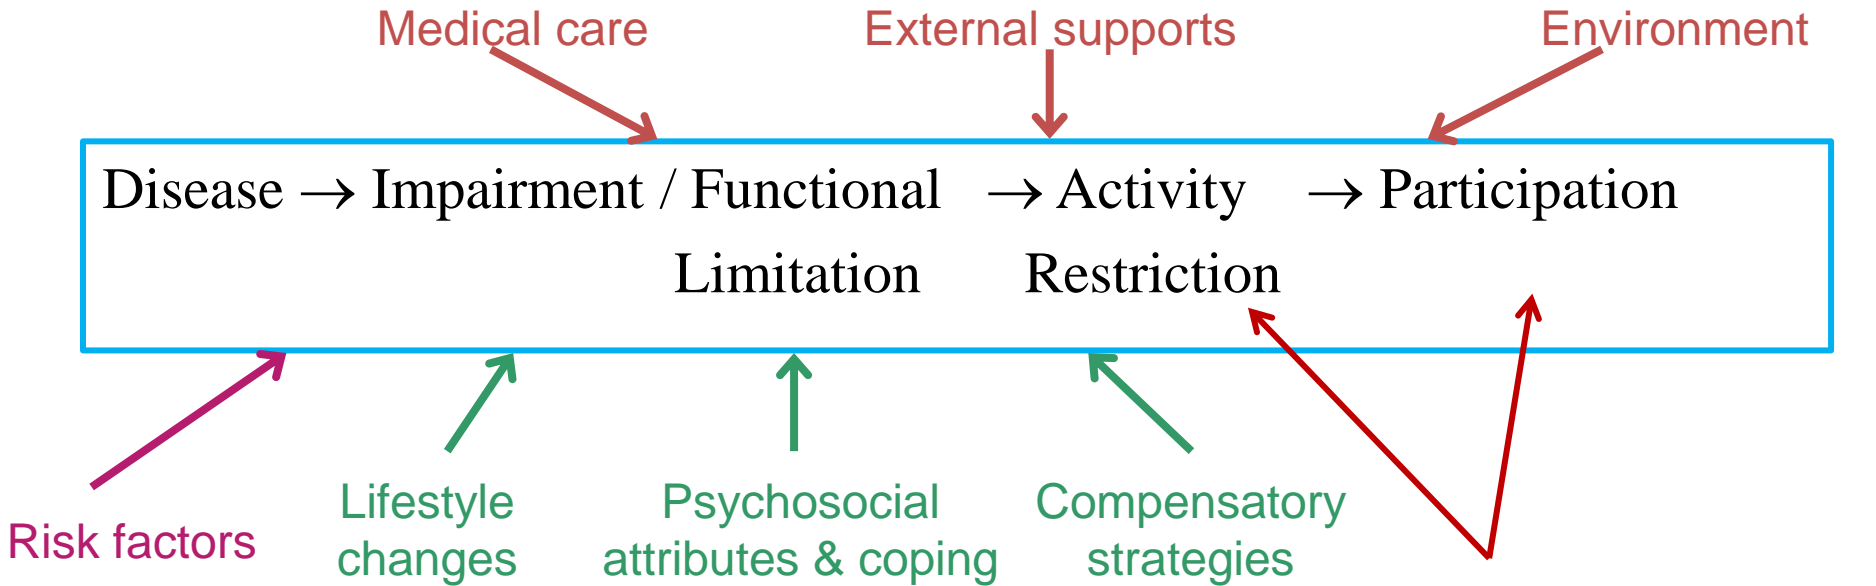 Medical care External supports Environment
Disease → Impairment / Functional → Activity → Participation
Limitation Restriction
Risk factors
Lifestyle
changes
Psychosocial
attributes & coping
Compensatory
strategies